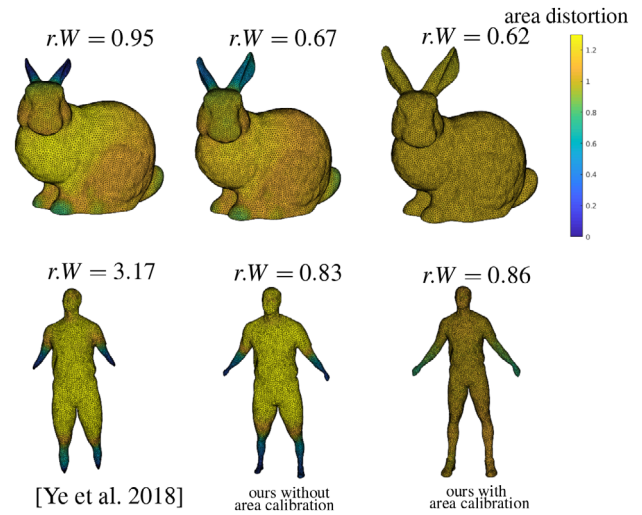 area distortion
r.W = 0.95
r.W = 0.67
r.W = 0.62
1.2
1
0.8
0.6
0.4
0.2
0
r.W = 3.17
r.W = 0.83
r.W = 0.86
[Ye et al. 2018]
ours without
area calibration
ours with
area calibration